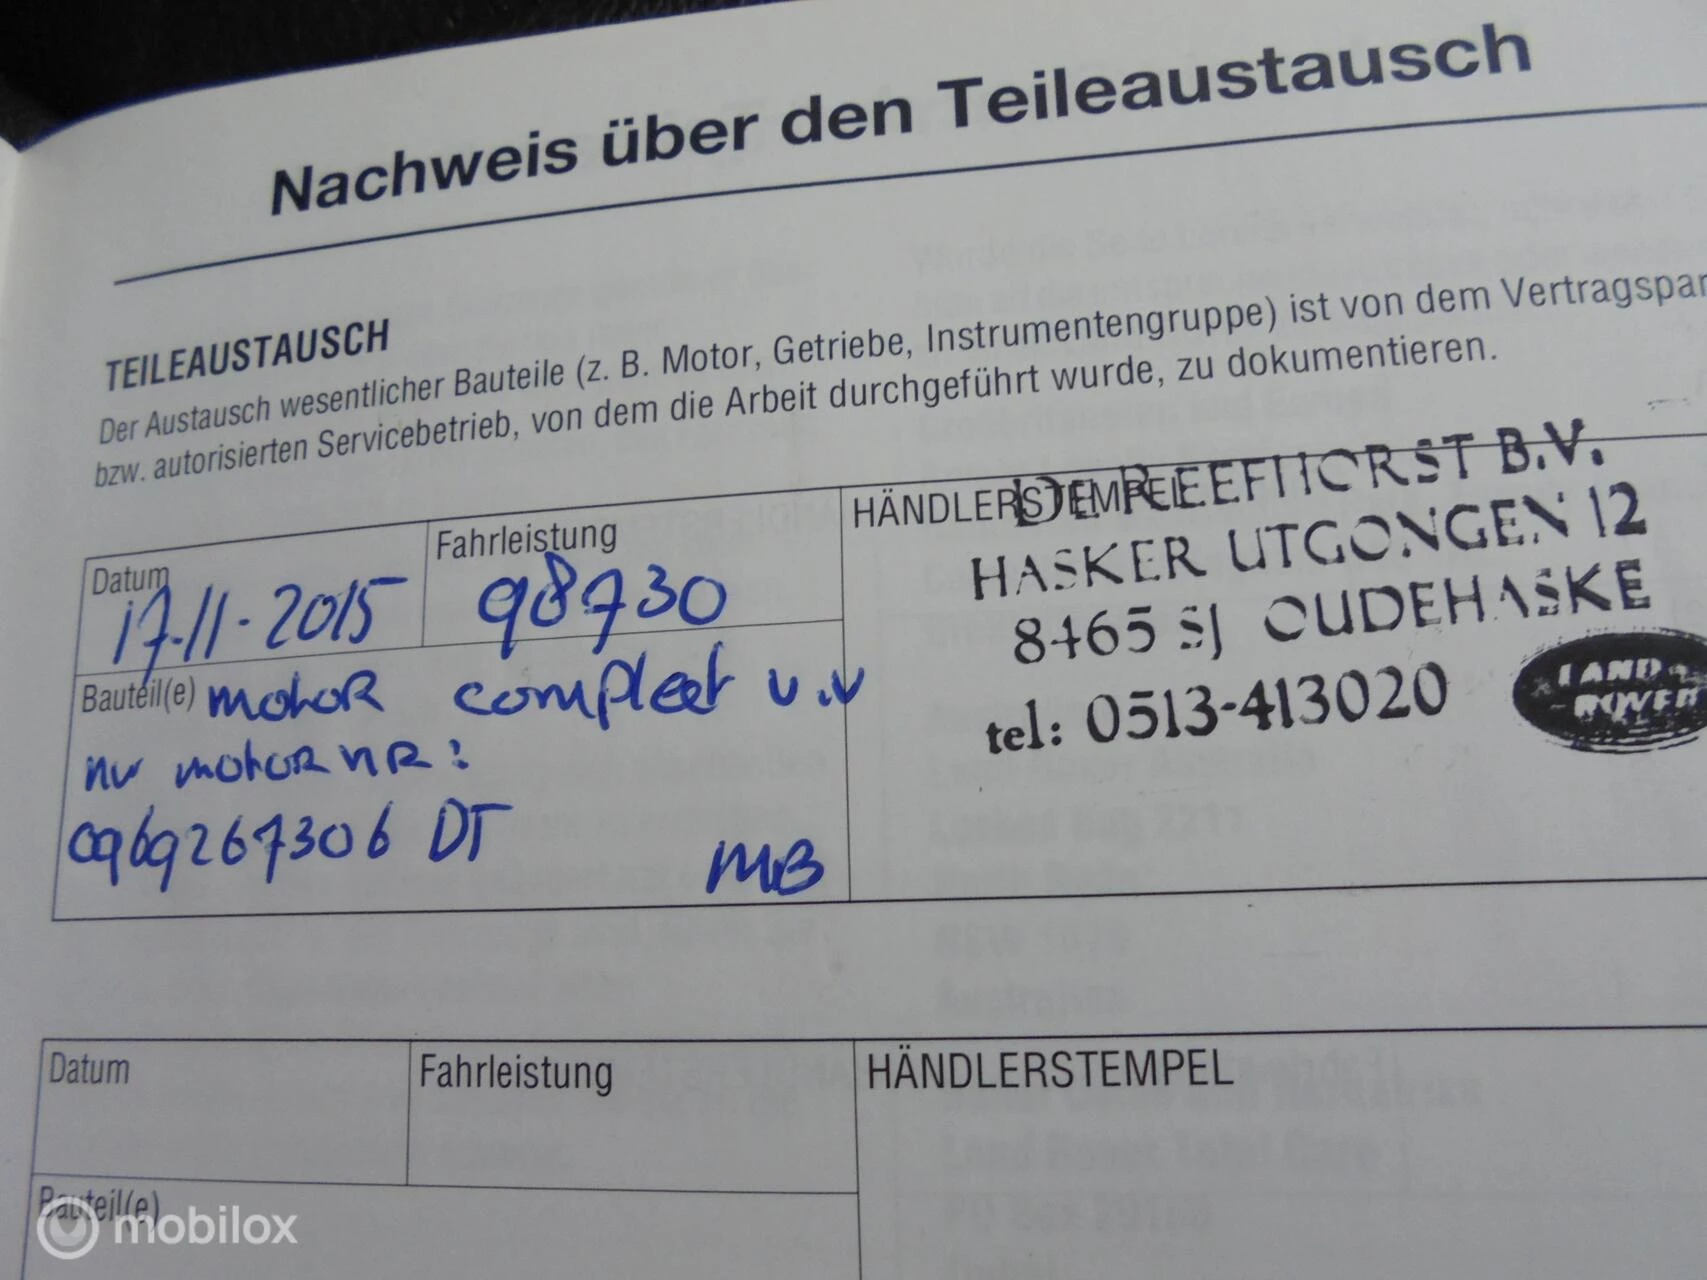 Nachweis über den Teileaustausch
TEILEAUSTAUSCH
Der Austausch wesentlicher Bauteile (z. B. Motor, Getriebe, Instrumentengruppe) ist von dem Vertragspar
bzw. autorisierten Servicebetrieb, von dem die Arbeit durchgeführt wurde, zu dokumentieren.
Datum
17-11-2015
Fahrleistung
98730
HÄNDLERSTEMPEL
DE REEFHORST B.V.
HASKER UTGONGEN 12
8465 SJ OUDEHASKE
tel: 0513-413020
LAND-
ROVER
Bauteil(e) motor compleet v.v
nw motor nr:
0969267306 DT
MB
Datum
Fahrleistung
HÄNDLERSTEMPEL
Bauteil(e)
mobilox